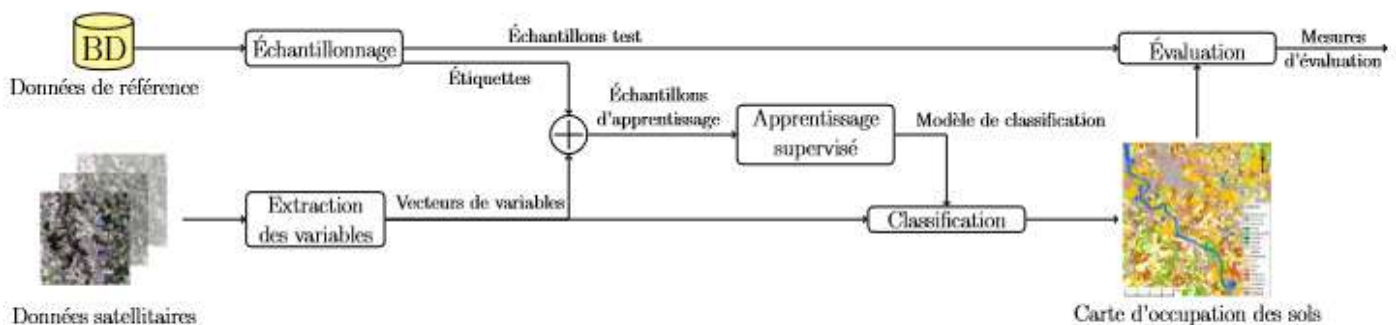 BD
Données de référence
Échantillonnage
Échantillons test
Étiquettes
Évaluation
Mesures
d'évaluation
Échantillons
d'apprentissage
Apprentissage
supervisé
Modèle de classification
Données satellitaires
Extraction
des variables
Vecteurs de variables
Classification
Carte d'occupation des sols